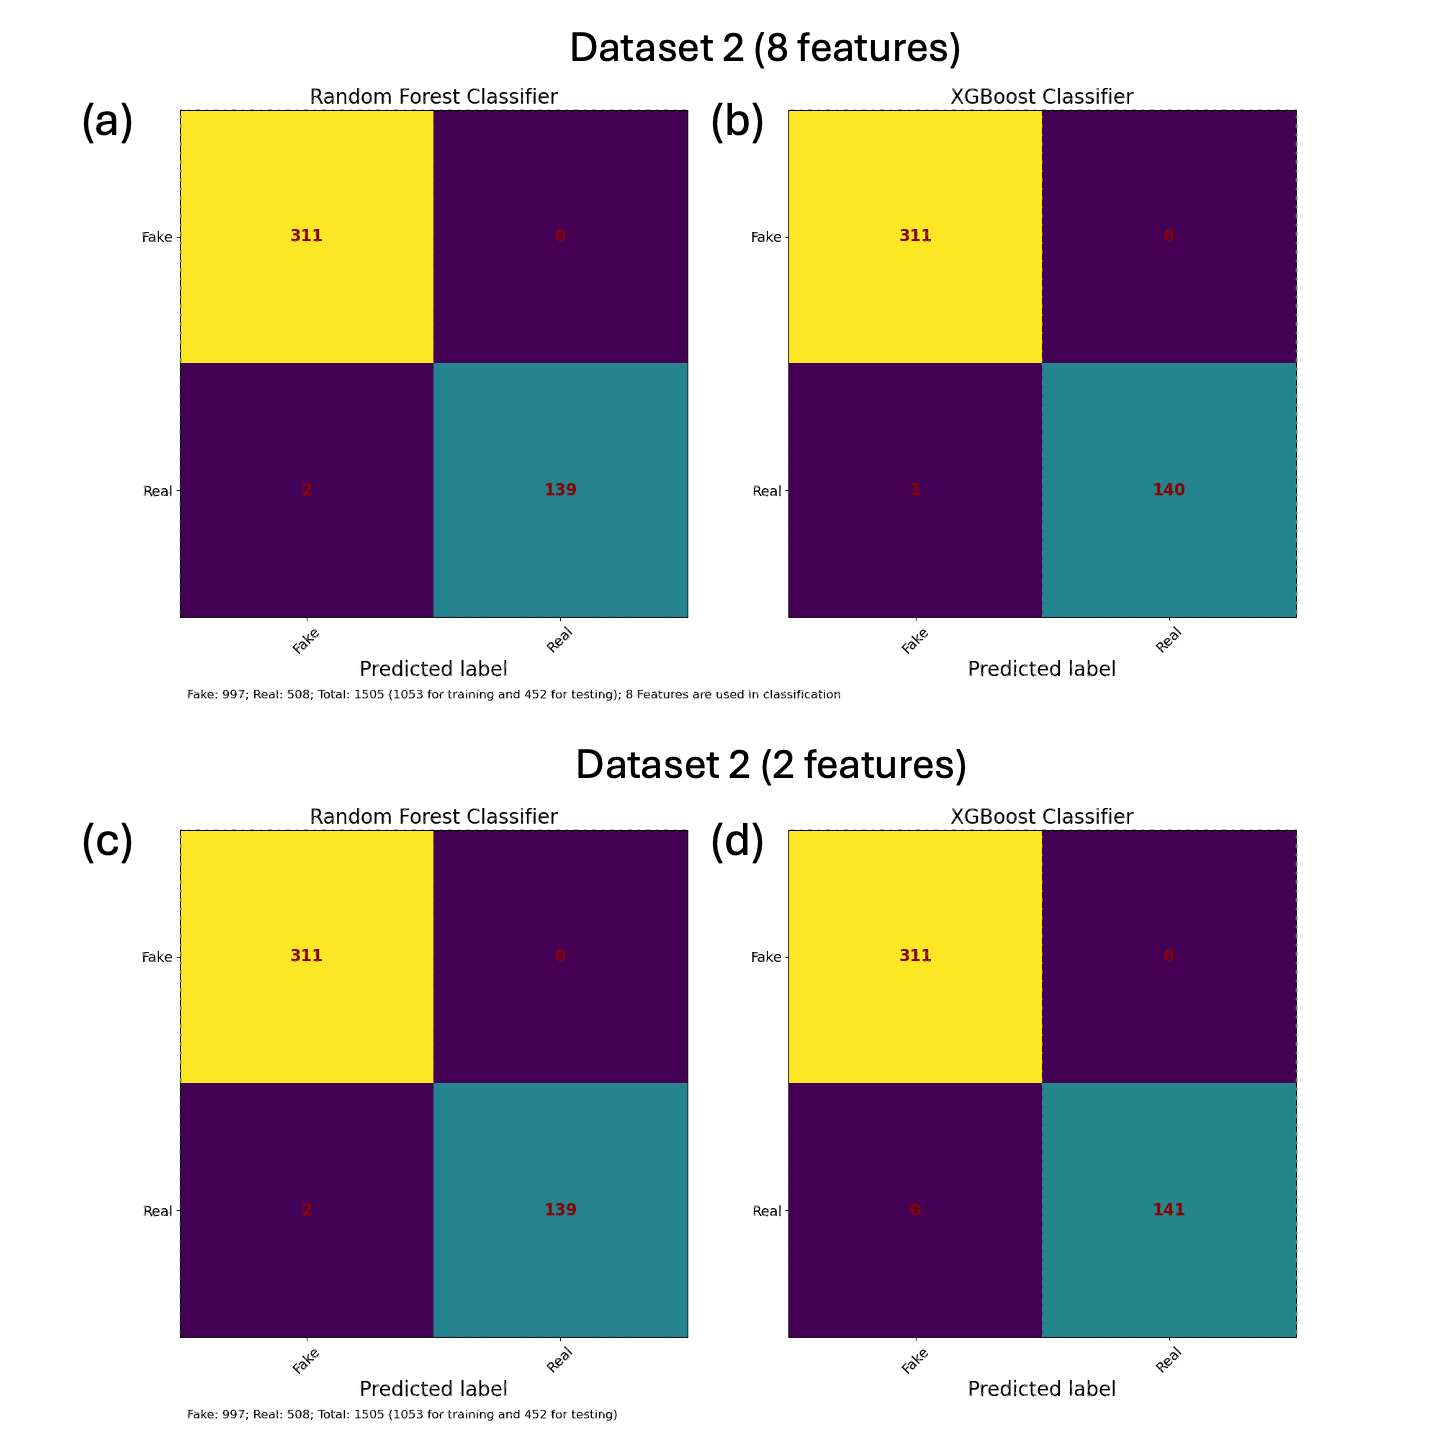 Dataset 2 (8 features)
(a)
Random Forest Classifier
Fake
311
0
Real
2
139
Fake
Real
Predicted label
(b)
XGBoost Classifier
Fake
311
0
Real
1
140
Fake
Real
Predicted label
Fake: 997; Real: 508; Total: 1505 (1053 for training and 452 for testing); 8 Features are used in classification
Dataset 2 (2 features)
(c)
Random Forest Classifier
Fake
311
0
Real
2
139
Fake
Real
Predicted label
Fake: 997; Real: 508; Total: 1505 (1053 for training and 452 for testing)
(d)
XGBoost Classifier
Fake
311
0
Real
0
141
Fake
Real
Predicted label